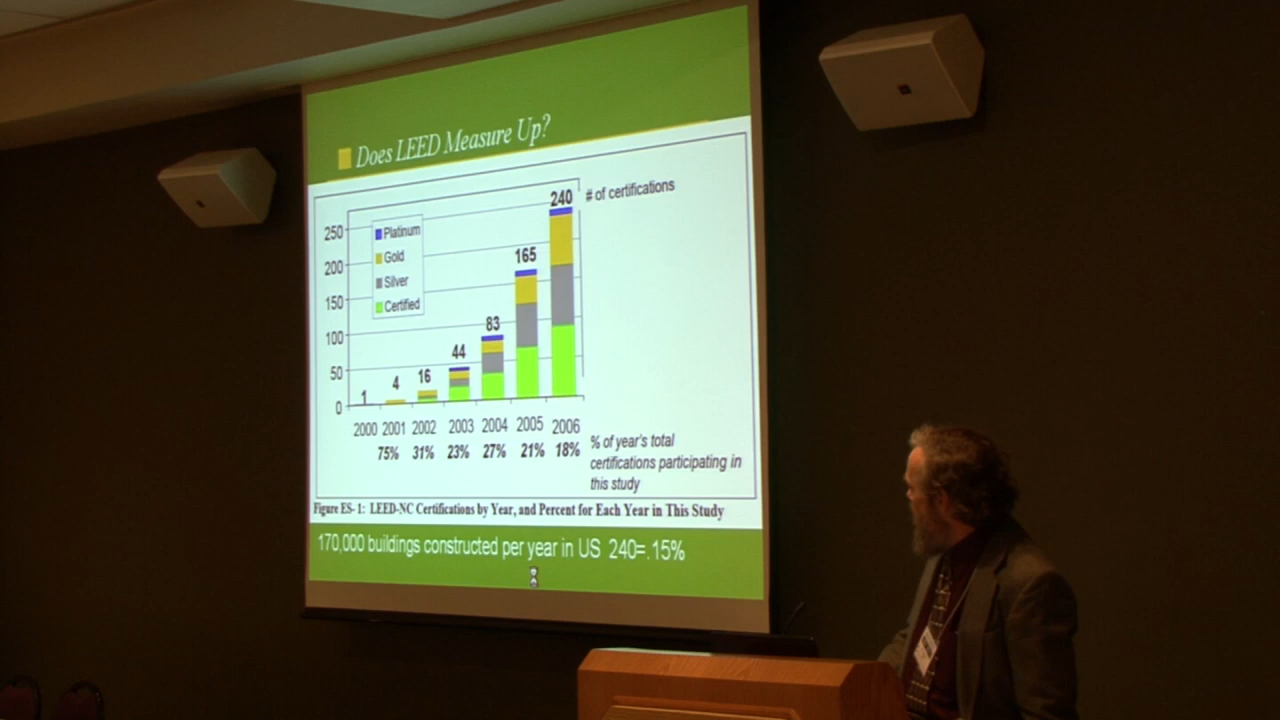 Does LEED Measure Up?
240 # of certifications
250
200
150
100
50
0
Platinum
Gold
Silver
Certified
165
83
44
16
4
1
2000 2001 2002 2003 2004 2005 2006
75% 31% 23% 27% 21% 18%
% of year's total
certifications participating in
this study
Figure ES- 1: LEED-NC Certifications by Year, and Percent for Each Year in This Study
170,000 buildings constructed per year in US 240=.15%